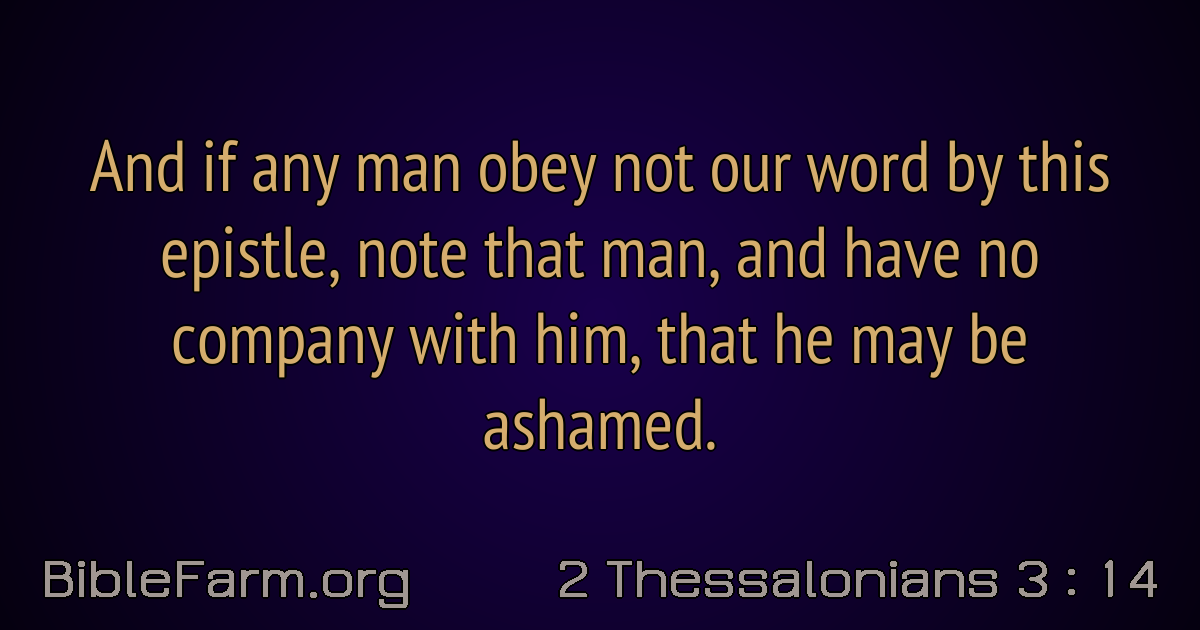 And if any man obey not our word by this
epistle, note that man, and have no
company with him, that he may be
ashamed.
BibleFarm.org
2 Thessalonians 3 : 14